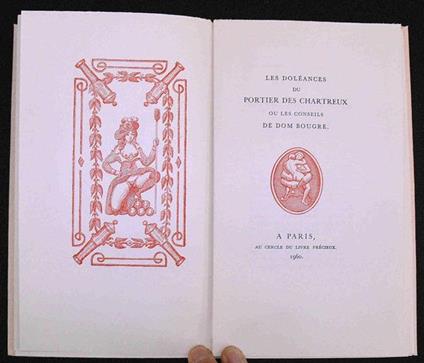 LES DOLÉANCES
DU
PORTIER DES CHARTREUX
OU LES CONSEILS
DE DOM BOUGRE.
A PARIS,
AU CERCLE DU LIVRE PRÉCIEUX.
1960.